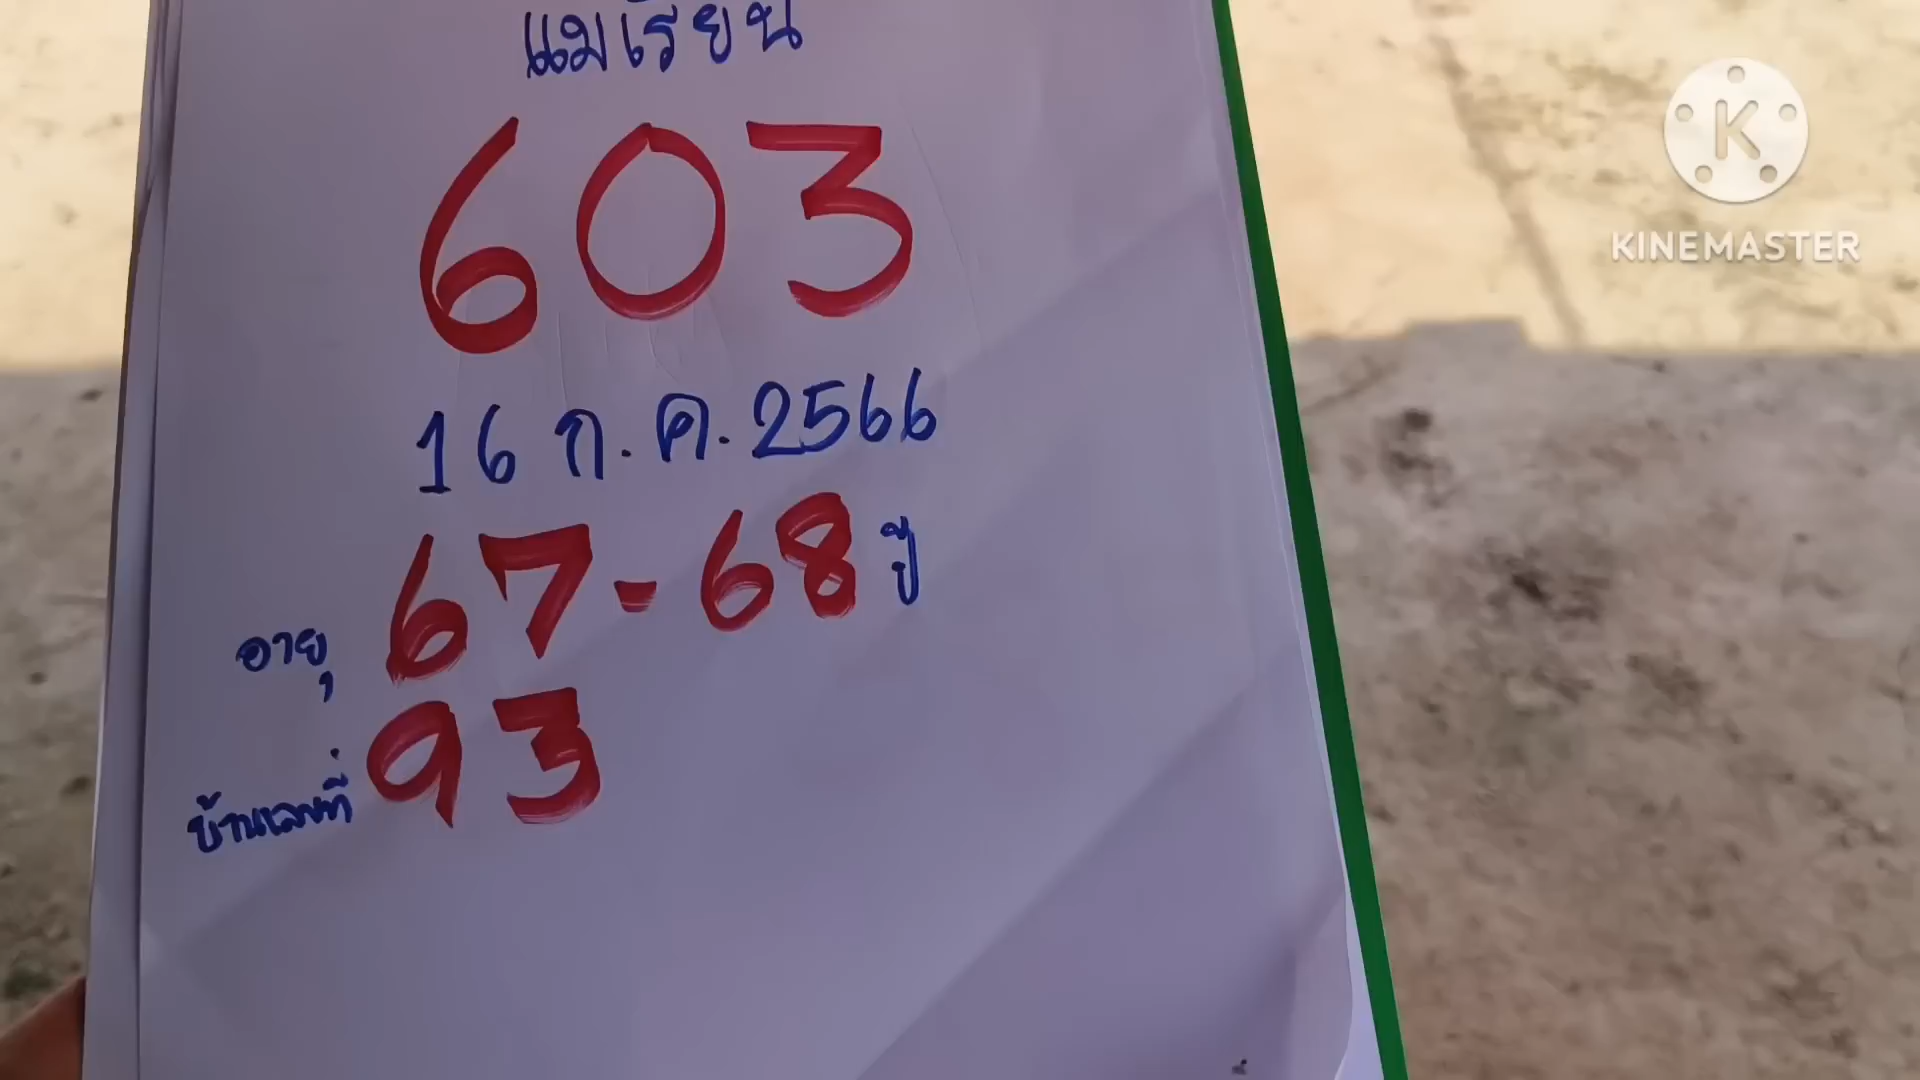 แม่เรียน
603
16 ก.ค. 2566
อายุ 67-68 ปี
บ้านเลขที่ 93
KINEMASTER